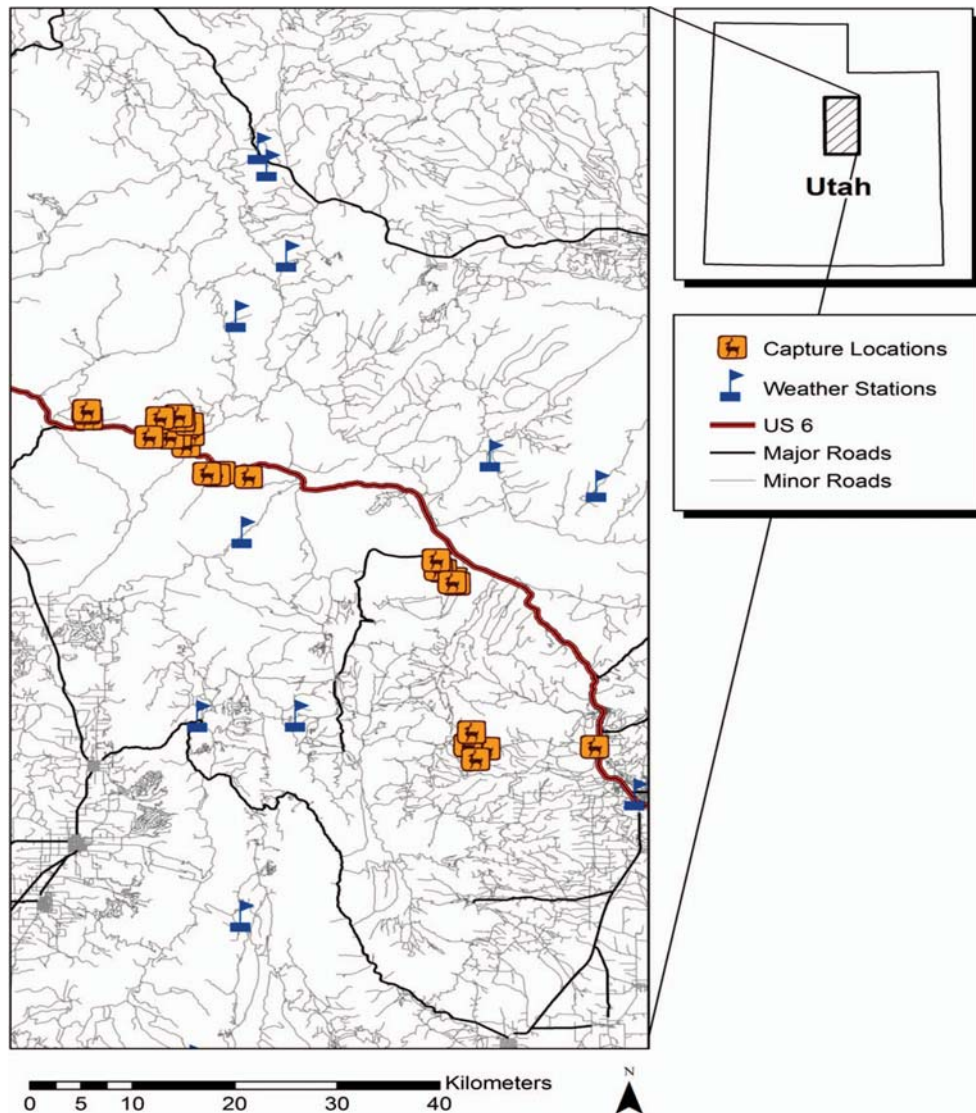 Utah
Capture Locations
Weather Stations
US 6
Major Roads
Minor Roads
Kilometers
0 5 10 20 30 40
N